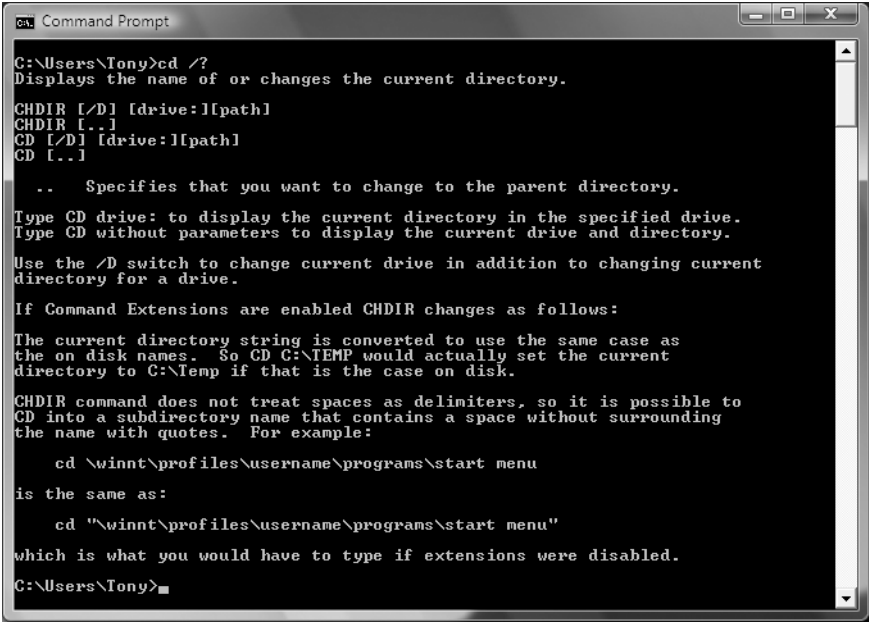 Command Prompt
C:\Users\Tony>cd /?
Displays the name of or changes the current directory.
CHDIR [/D] [drive:][path]
CHDIR [..]
CD [/D] [drive:][path]
CD [..]
.. Specifies that you want to change to the parent directory.
Type CD drive: to display the current directory in the specified drive.
Type CD without parameters to display the current drive and directory.
Use the /D switch to change current drive in addition to changing current
directory for a drive.
If Command Extensions are enabled CHDIR changes as follows:
The current directory string is converted to use the same case as
the on disk names.  So CD C:\TEMP would actually set the current
directory to C:\Temp if that is the case on disk.
CHDIR command does not treat spaces as delimiters, so it is possible to
CD into a subdirectory name that contains a space without surrounding
the name with quotes.  For example:
cd \winnt\profiles\username\programs\start menu
is the same as:
cd "\winnt\profiles\username\programs\start menu"
which is what you would have to type if extensions were disabled.
C:\Users\Tony>